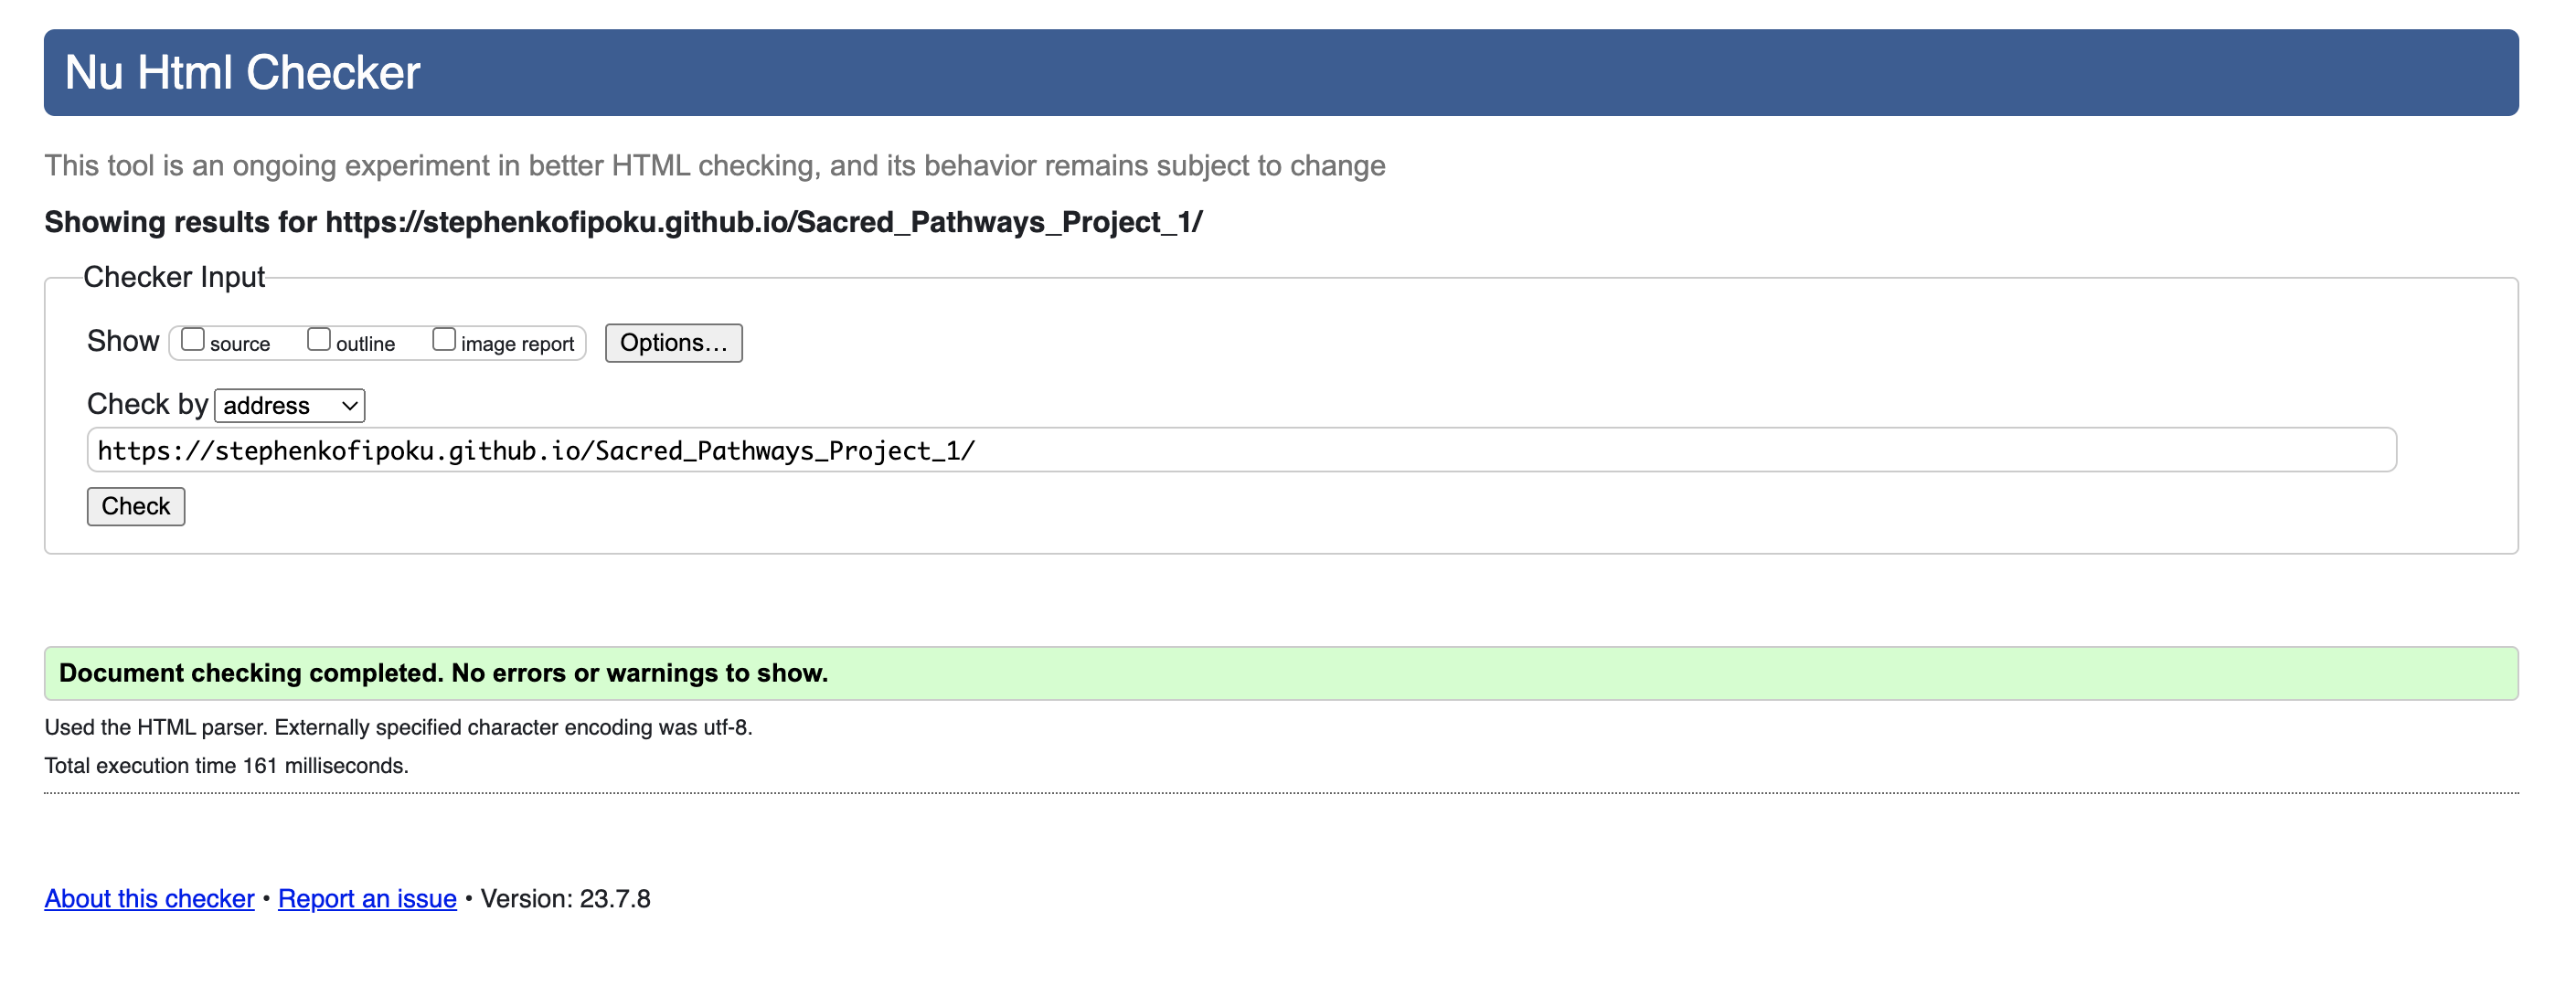 Nu Html Checker
This tool is an ongoing experiment in better HTML checking, and its behavior remains subject to change
Showing results for https://stephenkofipoku.github.io/Sacred_Pathways_Project_1/
Checker Input
Show source outline image report Options…
Check by address
https://stephenkofipoku.github.io/Sacred_Pathways_Project_1/
Check
Document checking completed. No errors or warnings to show.
Used the HTML parser. Externally specified character encoding was utf-8.
Total execution time 161 milliseconds.
About this checker • Report an issue • Version: 23.7.8